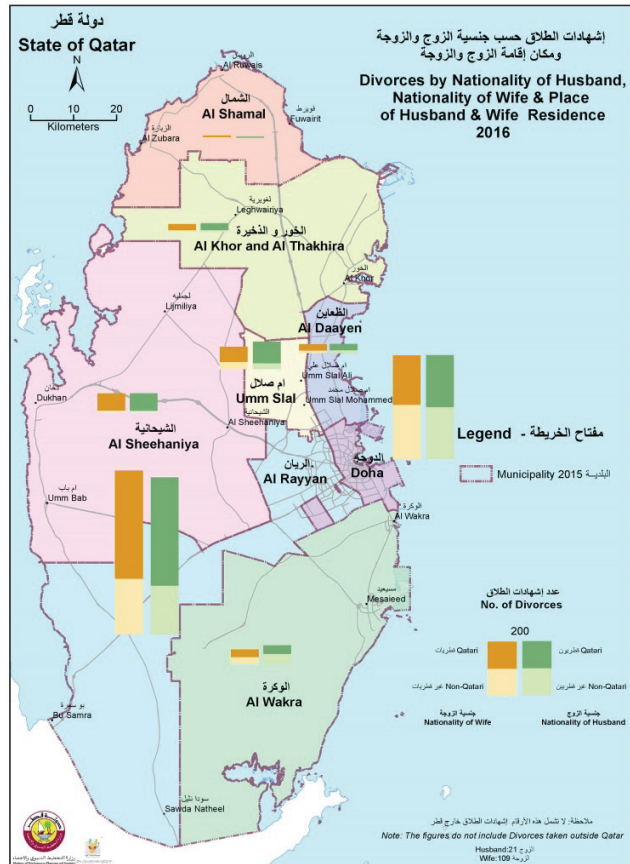 دولة قطر
State of Qatar
N
0 10 20
Kilometers
إشهادات الطلاق حسب جنسية الزوج والزوجة
ومكان إقامة الزوج والزوجة
Divorces by Nationality of Husband,
Nationality of Wife & Place
of Husband & Wife Residence
2016
الرويس
Al Ruwais
الشمال
Al Shamal
فويرط
Fuwairit
الزبارة
Al Zubara
لغويرية
Leghwairiya
الخور و الذخيرة
Al Khor and Al Thakhira
الخور
Al Khor
لجميليه
Lijmiliya
الظعاين
Al Daayen
ام صلال علي
Umm Slal Ali
ام صلال
Umm Slal
ام صلال محمد
Umm Slal Mohammed
دخان
Dukhan
الشيحانية
Al Sheehaniya
الشيحانية
Al Sheehaniya
Legend - مفتاح الخريطة
Municipality 2015 البلدية
الريان
Al Rayyan
الدوحة
Doha
ام باب
Umm Bab
الوكرة
Al Wakra
مسيعيد
Mesaieed
عدد إشهادات الطلاق
No. of Divorces
200
قطريات Qatari
قطريون Qatari
غير قطريات Non-Qatari
غير قطريين Non-Qatari
جنسية الزوجة
Nationality of Wife
جنسية الزوج
Nationality of Husband
الوكرة
Al Wakra
بو سمرة
Bu Samra
سودا نثيل
Sawda Natheel
ملاحظة: لا تشمل هذه الأرقام إشهادات الطلاق خارج قطر
Note: The figures do not include Divorces taken outside Qatar
Husband:21 الزوج
Wife:109 الزوجة